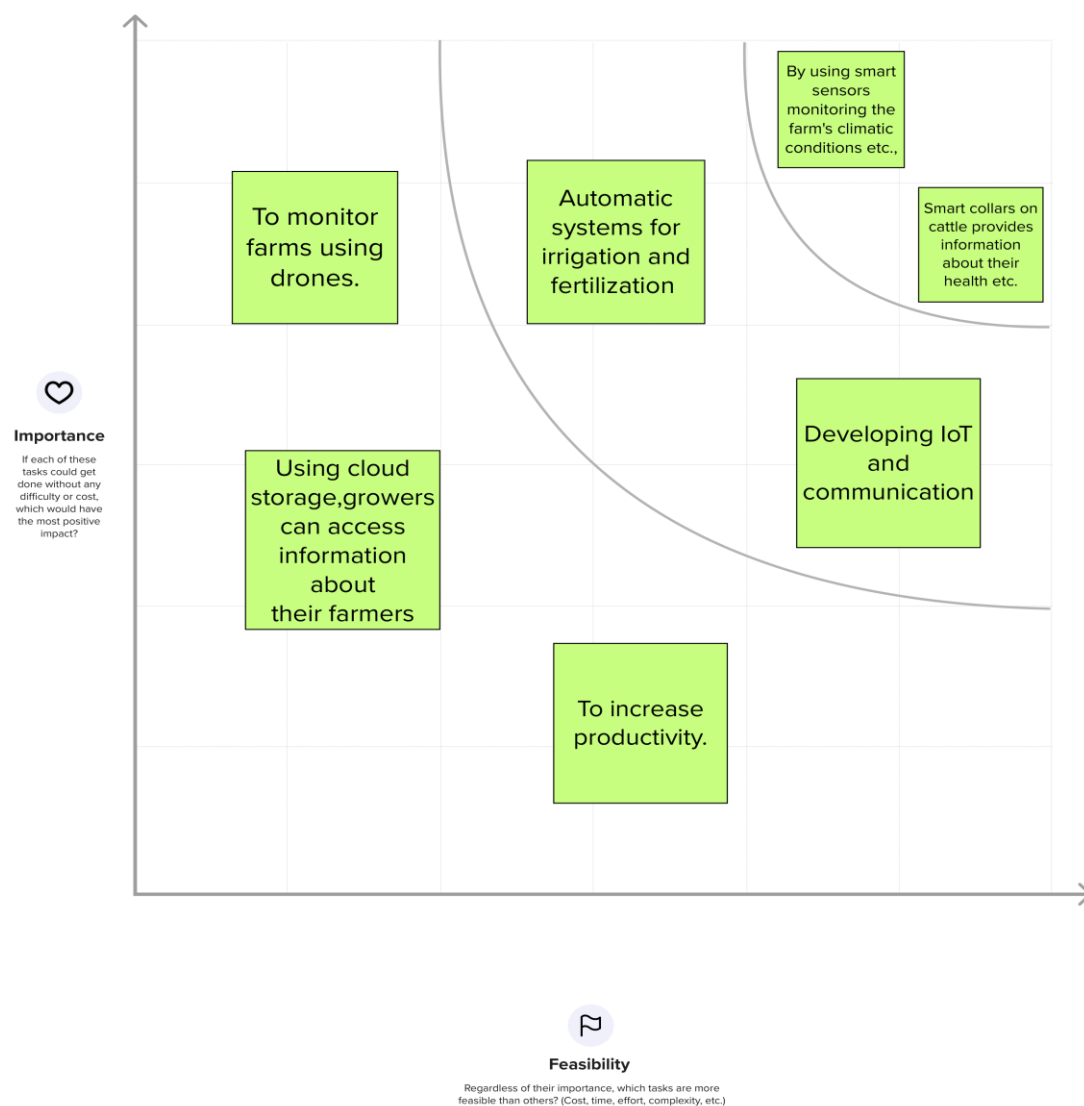 By using smart
sensors
monitoring the
farm's climatic
conditions etc.,
To monitor
farms using
drones.
Automatic
systems for
irrigation and
fertilization
Smart collars on
cattle provides
information
about their
health etc.
Importance
If each of these
tasks could get
done without any
difficulty or cost,
which would have
the most positive
impact?
Developing IoT
and
communication
Using cloud
storage,growers
can access
information
about
their farmers
To increase
productivity.
Feasibility
Regardless of their importance, which tasks are more
feasible than others? (Cost, time, effort, complexity, etc.)